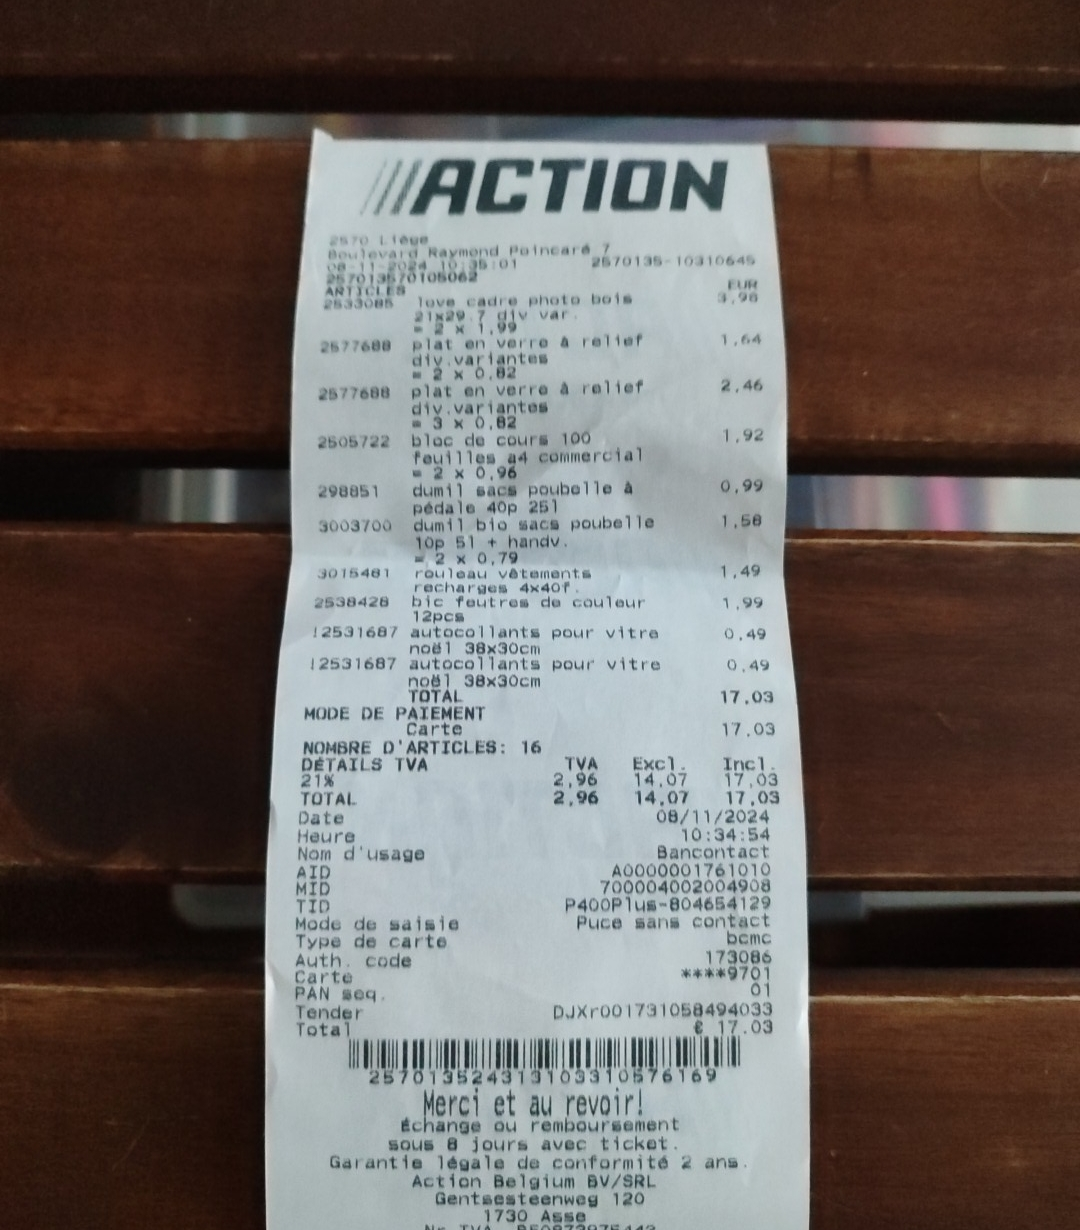 ACTION
2570 Liège
Boulevard Raymond Poincaré 7
08-11-2024 10:35:01 2570135-10310645
257013570105062
ARTICLES EUR
2533085 love cadre photo bois 3,98
21x29.7 div var.
= 2 x 1,99
2577688 plat en verre à relief 1,64
div.variantes
= 2 x 0,82
2577688 plat en verre à relief 2,46
div.variantes
= 3 x 0,82
2505722 bloc de cours 100 1,92
feuilles a4 commercial
= 2 x 0,96
298851 dumil sacs poubelle à 0,99
pédale 40p 25l
3003700 dumil bio sacs poubelle 1,58
10p 5l + handv.
= 2 x 0,79
3015481 rouleau vêtements 1,49
recharges 4x40f.
2538428 bic feutres de couleur 1,99
12pcs
!2531687 autocollants pour vitre 0,49
noël 38x30cm
!2531687 autocollants pour vitre 0,49
noël 38x30cm
TOTAL 17,03
MODE DE PAIEMENT
Carte 17,03
NOMBRE D'ARTICLES: 16
DÉTAILS TVA TVA Excl. Incl.
21% 2,96 14,07 17,03
TOTAL 2,96 14,07 17,03
Date 08/11/2024
Heure 10:34:54
Nom d'usage Bancontact
AID A0000001761010
MID 700004002004908
TID P400Plus-804654129
Mode de saisie Puce sans contact
Type de carte bcmc
Auth. code 173086
Carte ****9701
PAN seq. 01
Tender DJXr001731058494033
Total € 17.03
257013524313103310576169
Merci et au revoir!
Échange ou remboursement
sous 8 jours avec ticket.
Garantie légale de conformité 2 ans.
Action Belgium BV/SRL
Gentsesteenweg 120
1730 Asse
Nr TVA